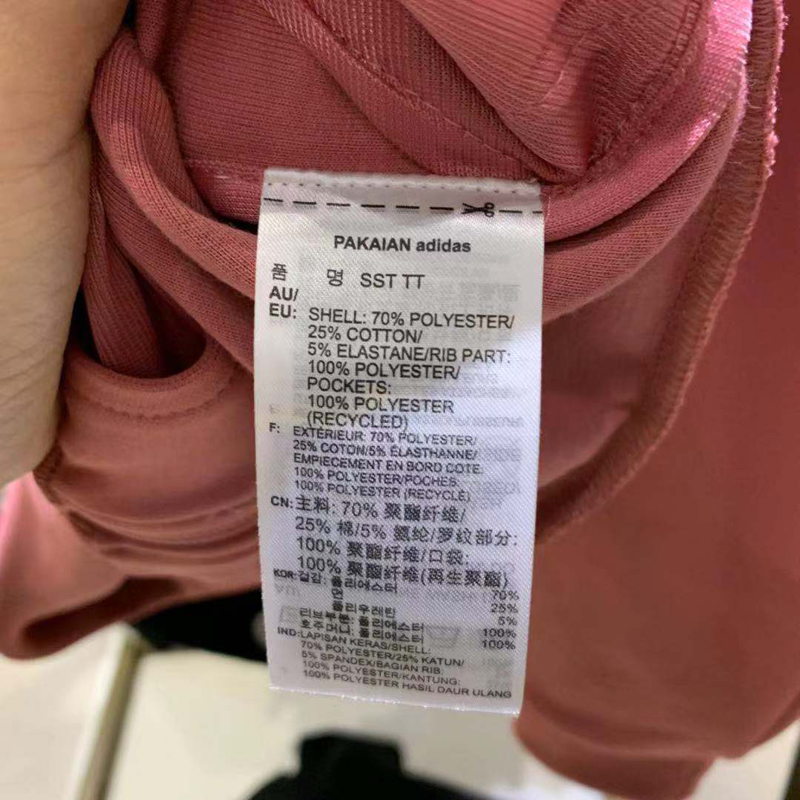 PAKAIAN adidas
품 명 SST TT
AU/
EU: SHELL: 70% POLYESTER/
25% COTTON/
5% ELASTANE/RIB PART:
100% POLYESTER/
POCKETS:
100% POLYESTER
(RECYCLED)
F: EXTÉRIEUR: 70% POLYESTER/
25% COTON/5% ÉLASTHANNE/
EMPIECEMENT EN BORD COTE:
100% POLYESTER/POCHES:
100% POLYESTER (RECYCLÉ)
CN: 主料: 70% 聚酯纤维/
25% 棉/5% 氨纶/罗纹部分:
100% 聚酯纤维/口袋:
100% 聚酯纤维(再生聚酯)
KOR: 겉감: 폴리에스터 70%
면 25%
폴리우레탄 5%
리브부분: 폴리에스터 100%
호주머니: 폴리에스터 100%
IND: LAPISAN KERAS/SHELL:
70% POLYESTER/25% KATUN/
5% SPANDEX/BAGIAN RIB:
100% POLYESTER/KANTUNG:
100% POLYESTER HASIL DAUR ULANG